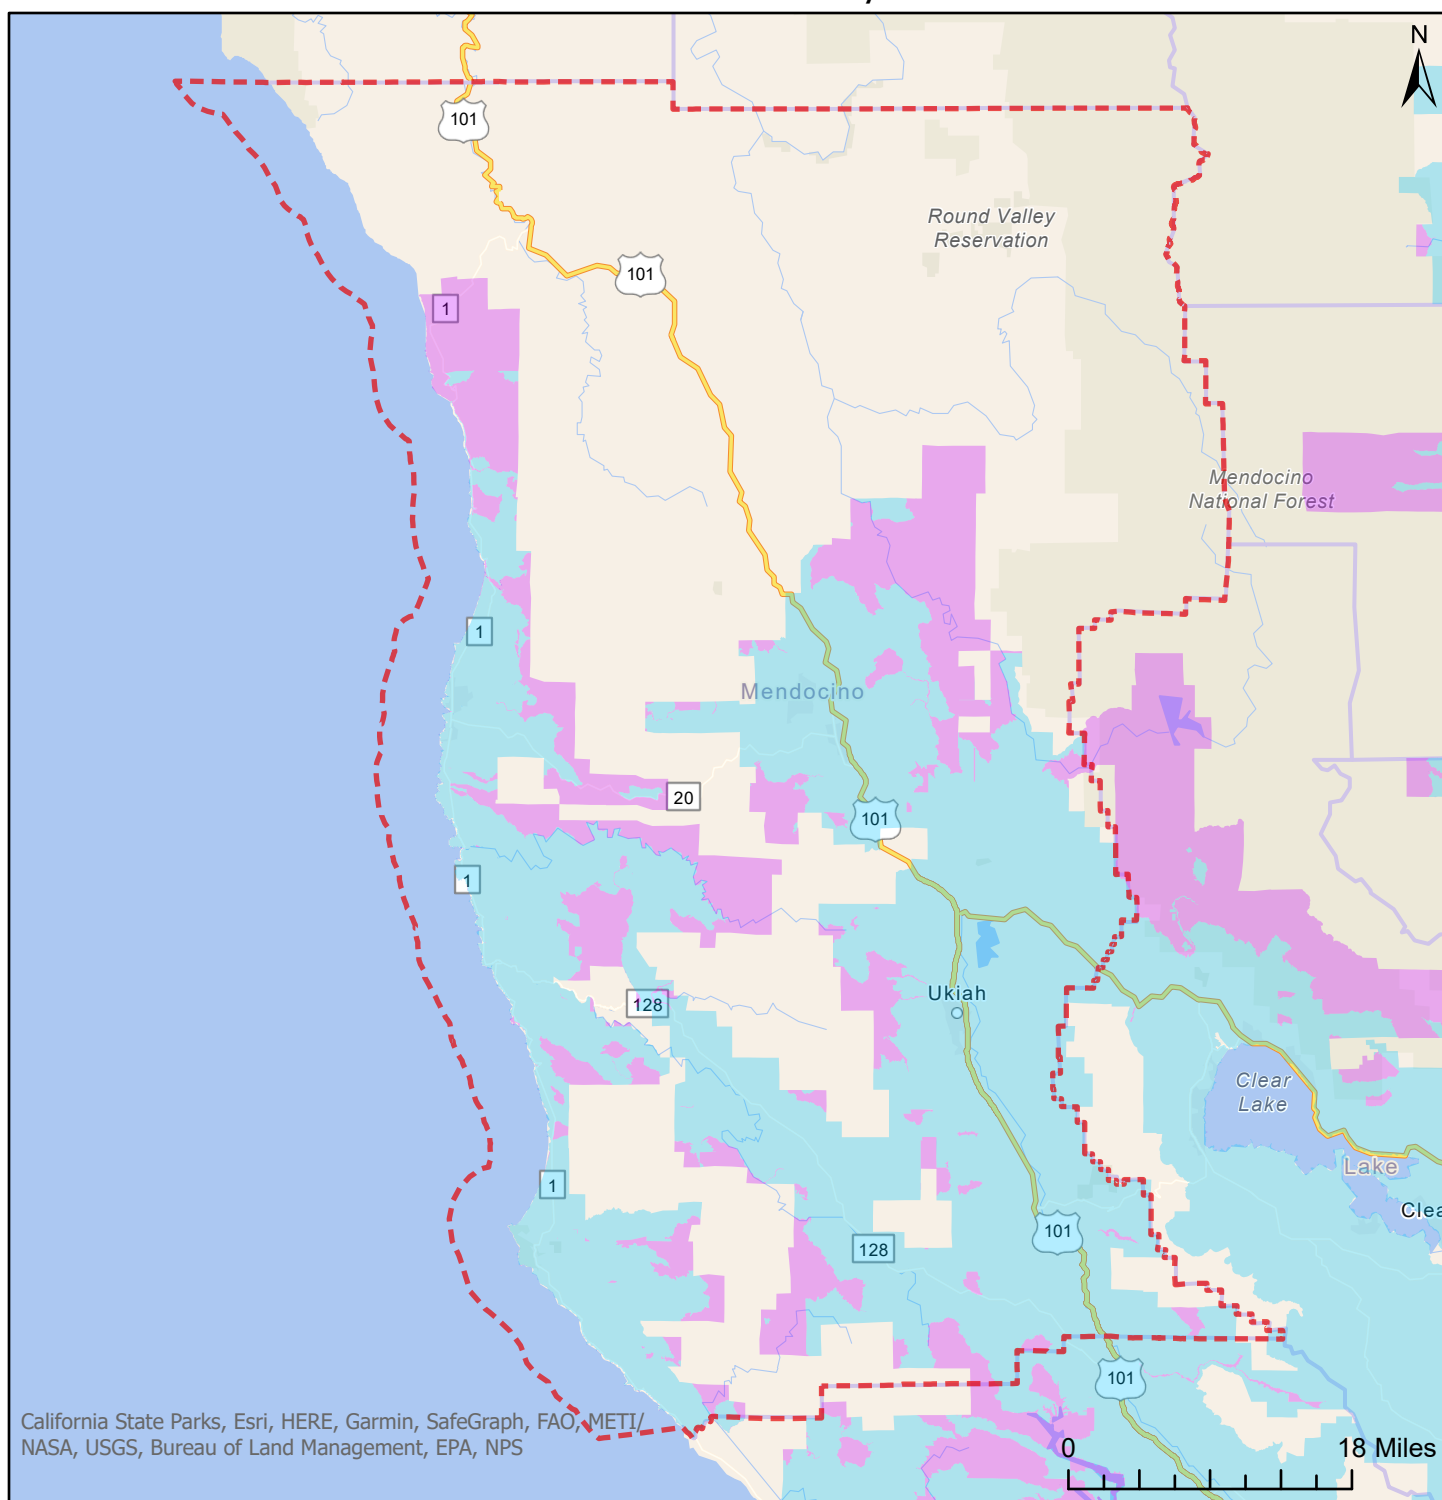 N
101
Round Valley
Reservation
101
1
Mendocino
National Forest
1
Mendocino
20
101
1
Ukiah
128
Clear
Lake
Lake
1
Clea
101
128
101
California State Parks, Esri, HERE, Garmin, SafeGraph, FAO, METI/
NASA, USGS, Bureau of Land Management, EPA, NPS
0 18 Miles